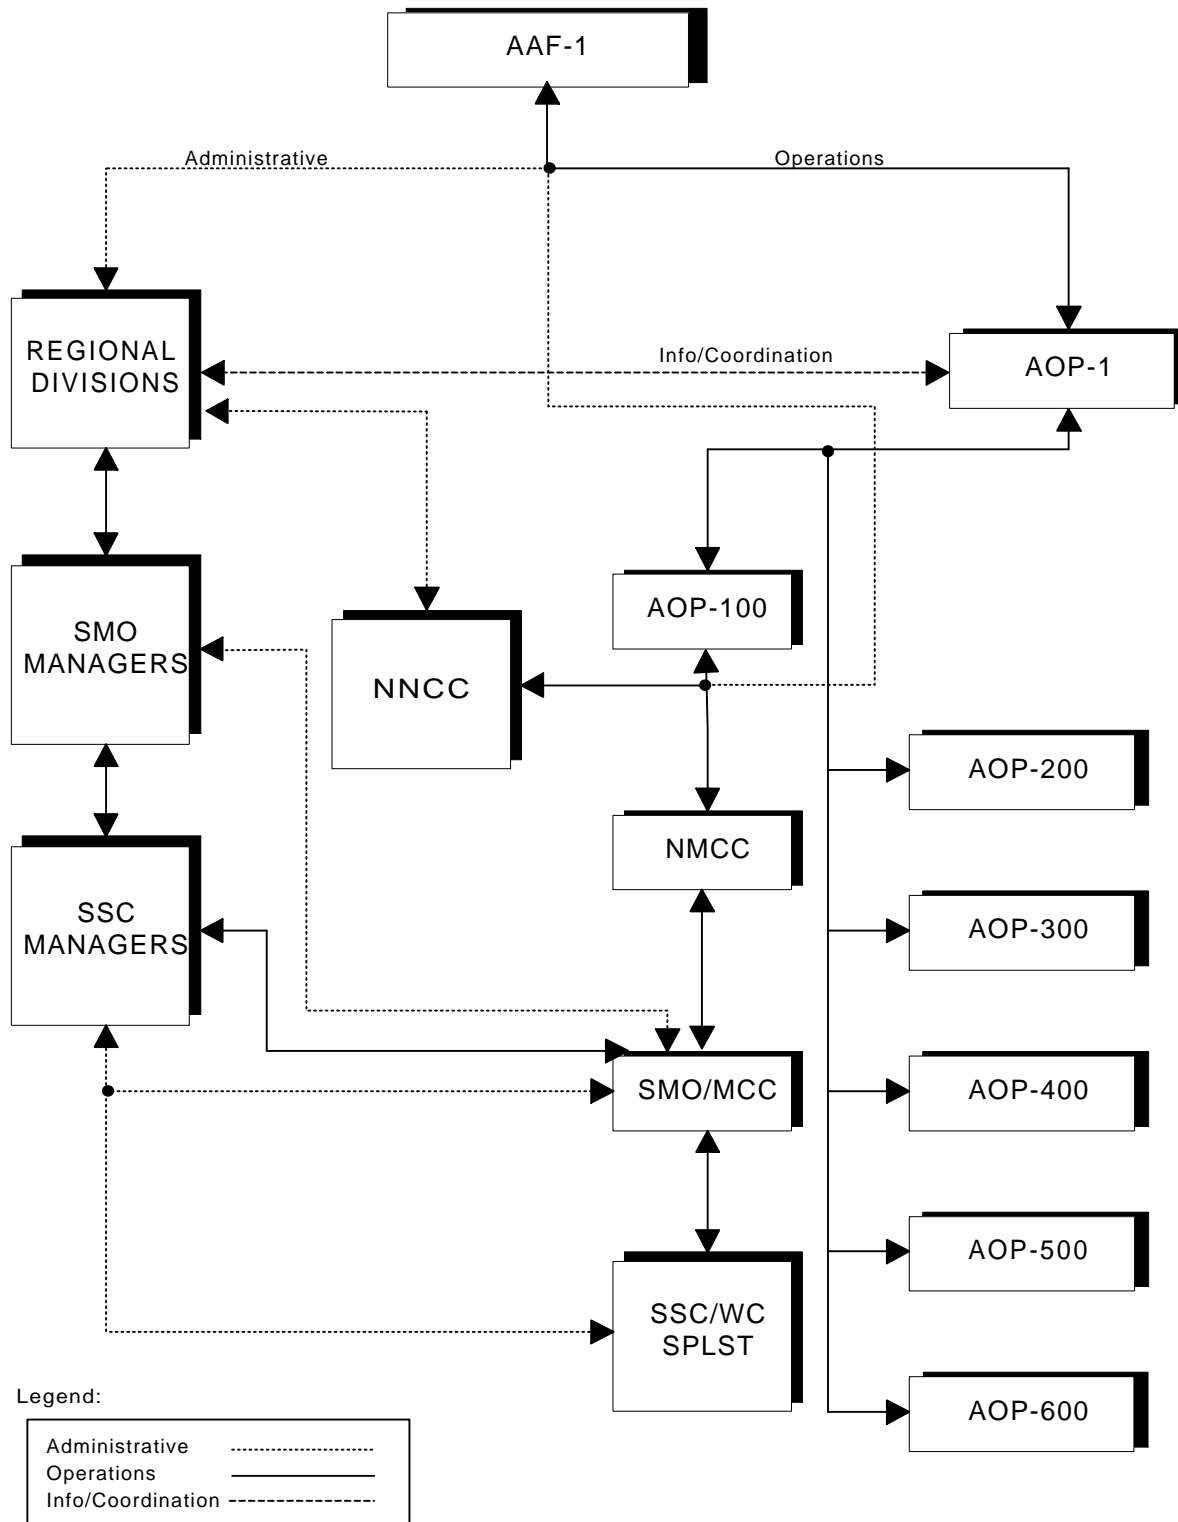 AAF-1
Administrative
Operations
REGIONAL
DIVISIONS
Info/Coordination
AOP-1
AOP-100
SMO
MANAGERS
NNCC
AOP-200
NMCC
SSC
MANAGERS
AOP-300
SMO/MCC
AOP-400
AOP-500
SSC/WC
SPLST
AOP-600
Legend:
Administrative
Operations
Info/Coordination